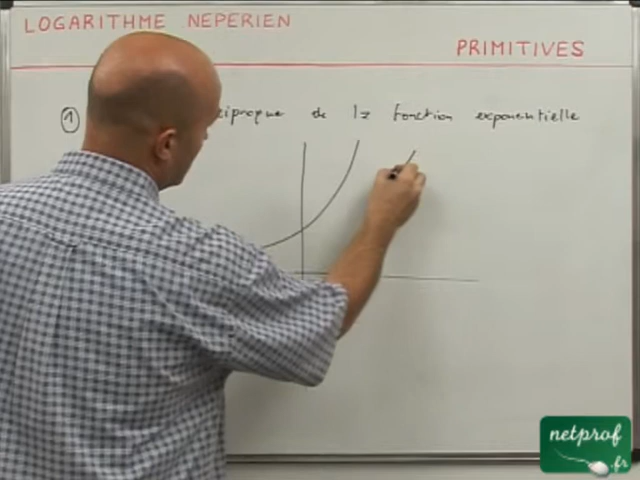 LOGARITHME NEPERIEN
PRIMITIVES
1 ciproque de la fonction exponentielle
netprof
.fr